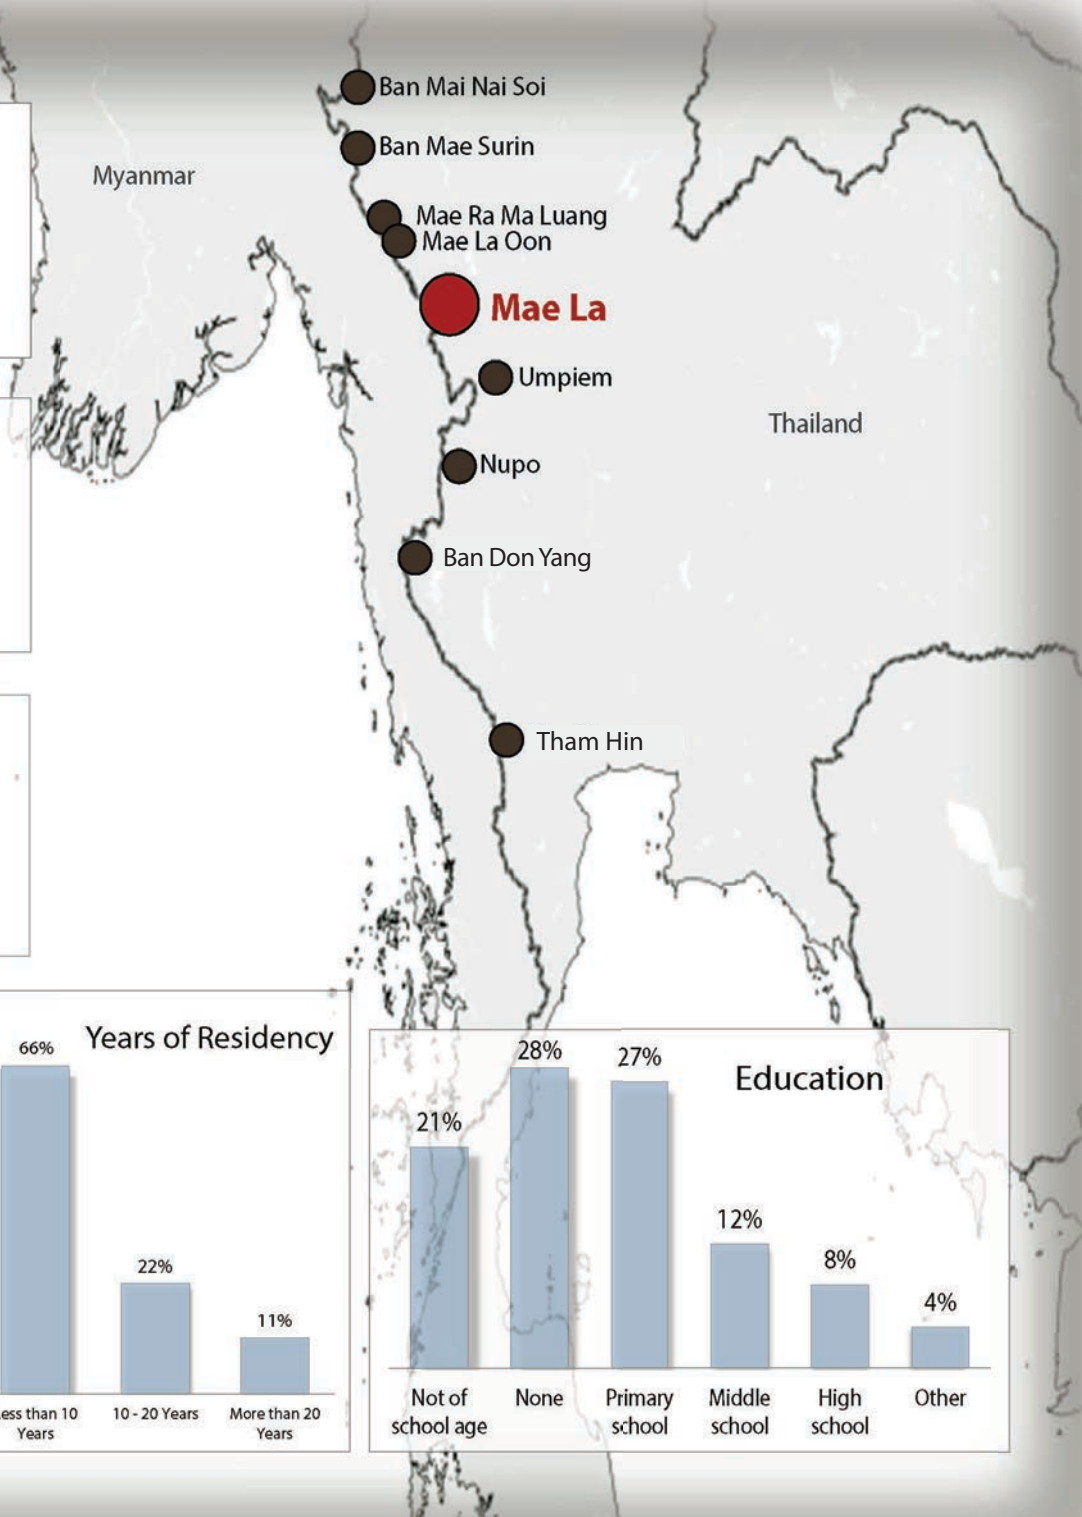 Ban Mai Nai Soi
Ban Mae Surin
Myanmar
Mae Ra Ma Luang
Mae La Oon
Mae La
Umpiem
Thailand
Nupo
Ban Don Yang
Tham Hin
Years of Residency
66%
22%
11%
ess than 10
Years
10 - 20 Years
More than 20
Years
Education
21%
28%
27%
12%
8%
4%
Not of
school age
None
Primary
school
Middle
school
High
school
Other